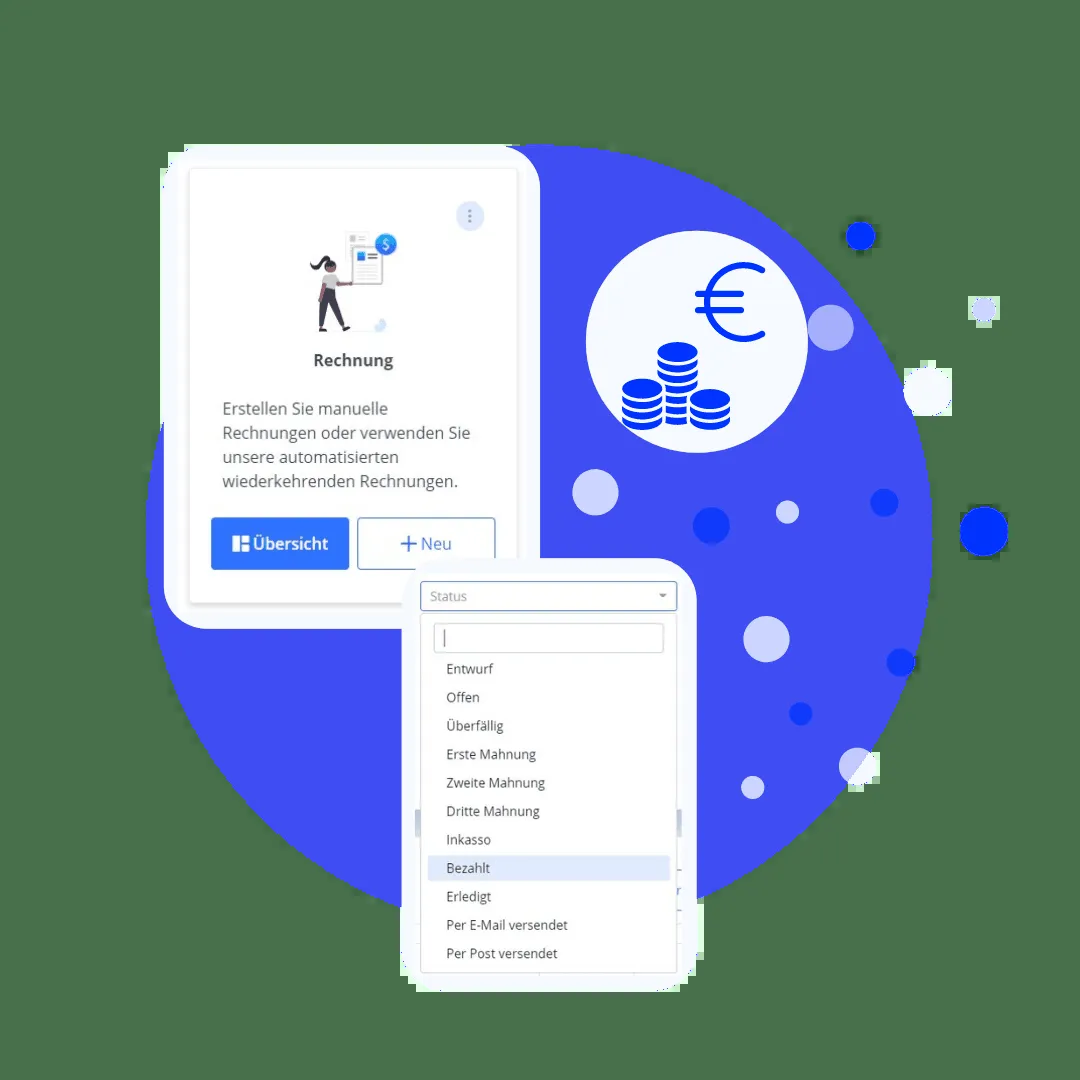 Rechnung
Erstellen Sie manuelle
Rechnungen oder verwenden Sie
unsere automatisierten
wiederkehrenden Rechnungen.
Übersicht
+ Neu
€
$
Status
Entwurf
Offen
Überfällig
Erste Mahnung
Zweite Mahnung
Dritte Mahnung
Inkasso
Bezahlt
Erledigt
Per E-Mail versendet
Per Post versendet